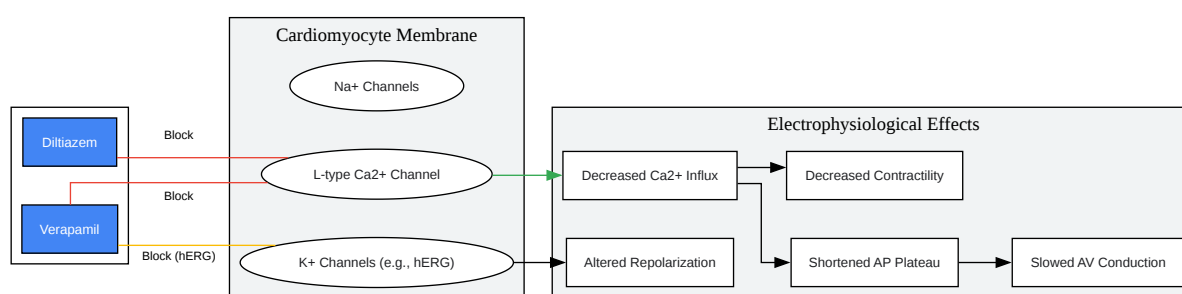 Cardiomyocyte Membrane
Na+ Channels
Electrophysiological Effects
Diltiazem
Block
L-type Ca2+ Channel
Decreased Ca2+ Influx
Decreased Contractility
Block
Verapamil
Block (hERG)
K+ Channels (e.g., hERG)
Altered Repolarization
Shortened AP Plateau
Slowed AV Conduction